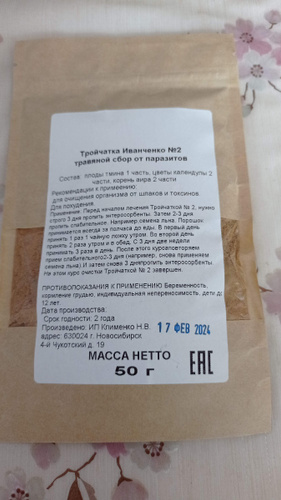 Тройчатка Иванченко №2
травяной сбор от паразитов
Состав: плоды тмина 1 часть, цветы календулы 2
части, корень аира 2 части
Рекомендации к применению:
для очищения организма от шлаков и токсинов.
Для похудения.
Применение. Перед началом лечения Тройчаткой № 2, нужно
утром 3 дня пропить энтеросорбенты. Затем 2-3 дня
пропить слабительное. Например,семена льна. Порошок
принимается всегда за полчаса до еды. В первый день
принять 1 раз 1 чайную ложку утром. Во второй день
принять 2 раза утром и в обед. С 3 дня две недели
принимать 3 раза в день. После этого курса повторяем
прием слабительного2-3 дня (например, снова применяем
семена льна) И затем снова 3 дняпропить энтеросорбенты.
На этом курс очистки Тройчаткой № 2 завершен.
ПРОТИВОПОКАЗАНИЯ К ПРИМЕНЕНИЮ Беременность,
кормление грудью, индивидуальная непереносимость, дети до
12 лет.
Дата производства:
Срок годности: 2 года
Произведено ИП Клименко Н.В. 17 ФЕВ 2024
адрес: 630024 г. Новосибирск
4-й Чукотский д. 19
МАССА НЕТТО
50 г
EAC